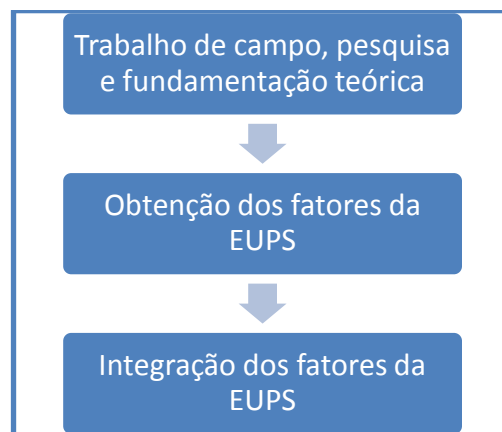 Trabalho de campo, pesquisa
e fundamentação teórica
Obtenção dos fatores da
EUPS
Integração dos fatores da
EUPS